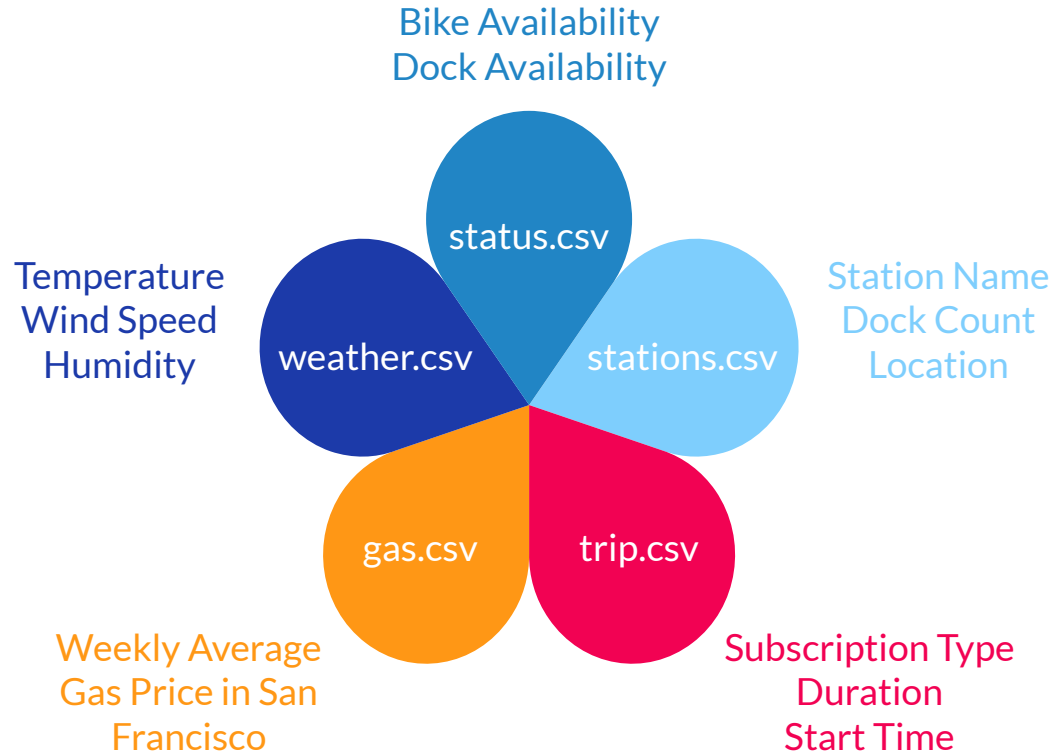 Bike Availability
Dock Availability
status.csv
Temperature
Wind Speed
Humidity
weather.csv
stations.csv
Station Name
Dock Count
Location
gas.csv
trip.csv
Weekly Average
Gas Price in San
Francisco
Subscription Type
Duration
Start Time